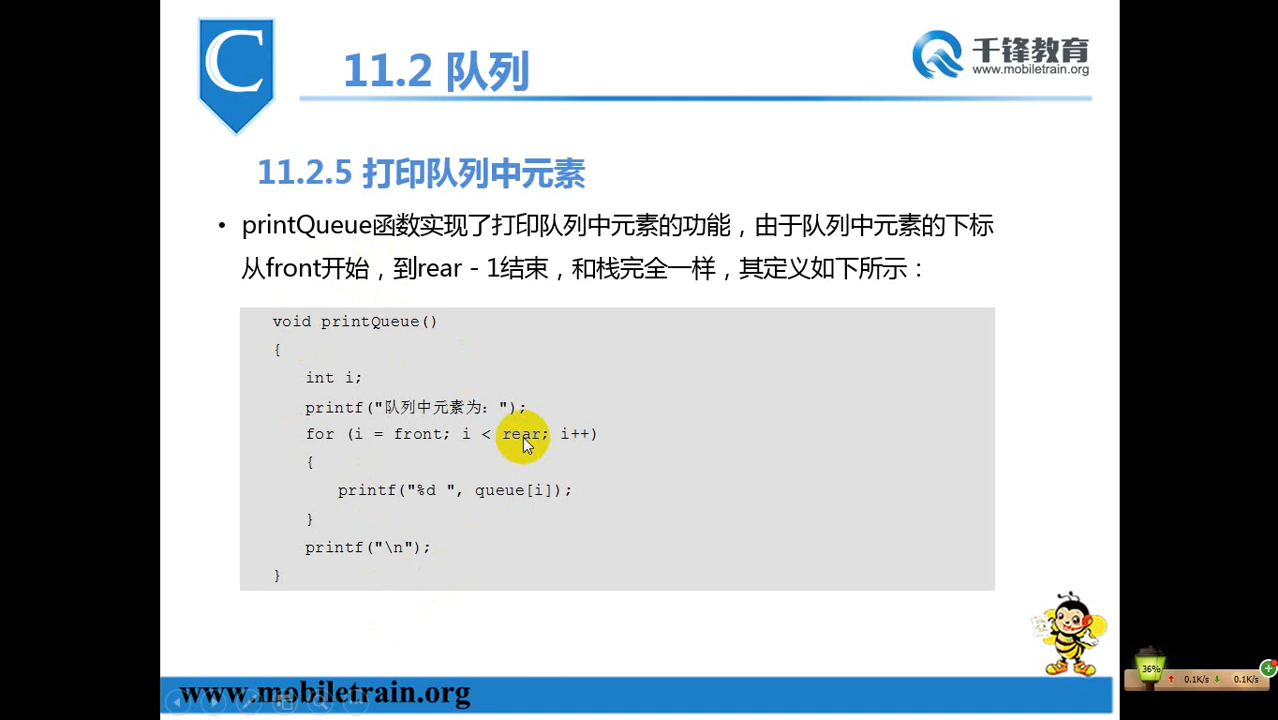 C
11.2 队列
千锋教育
www.mobiletrain.org
11.2.5 打印队列中元素
• printQueue函数实现了打印队列中元素的功能，由于队列中元素的下标
从front开始，到rear - 1结束，和栈完全一样，其定义如下所示：
void printQueue()
{
int i;
printf("队列中元素为：");
for (i = front; i < rear; i++)
{
printf("%d ", queue[i]);
}
printf("\n");
}
www.mobiletrain.org
36%
0.1K/s
0.1K/s